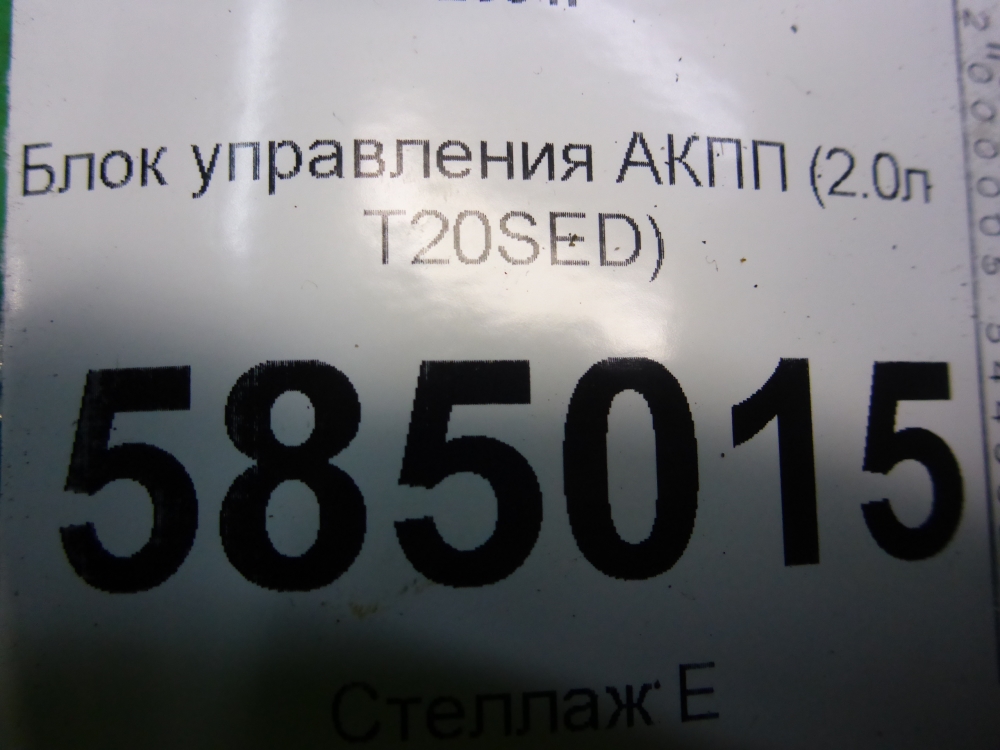 Блок управления АКПП (2.0л
T20SED)
585015
Стеллаж E